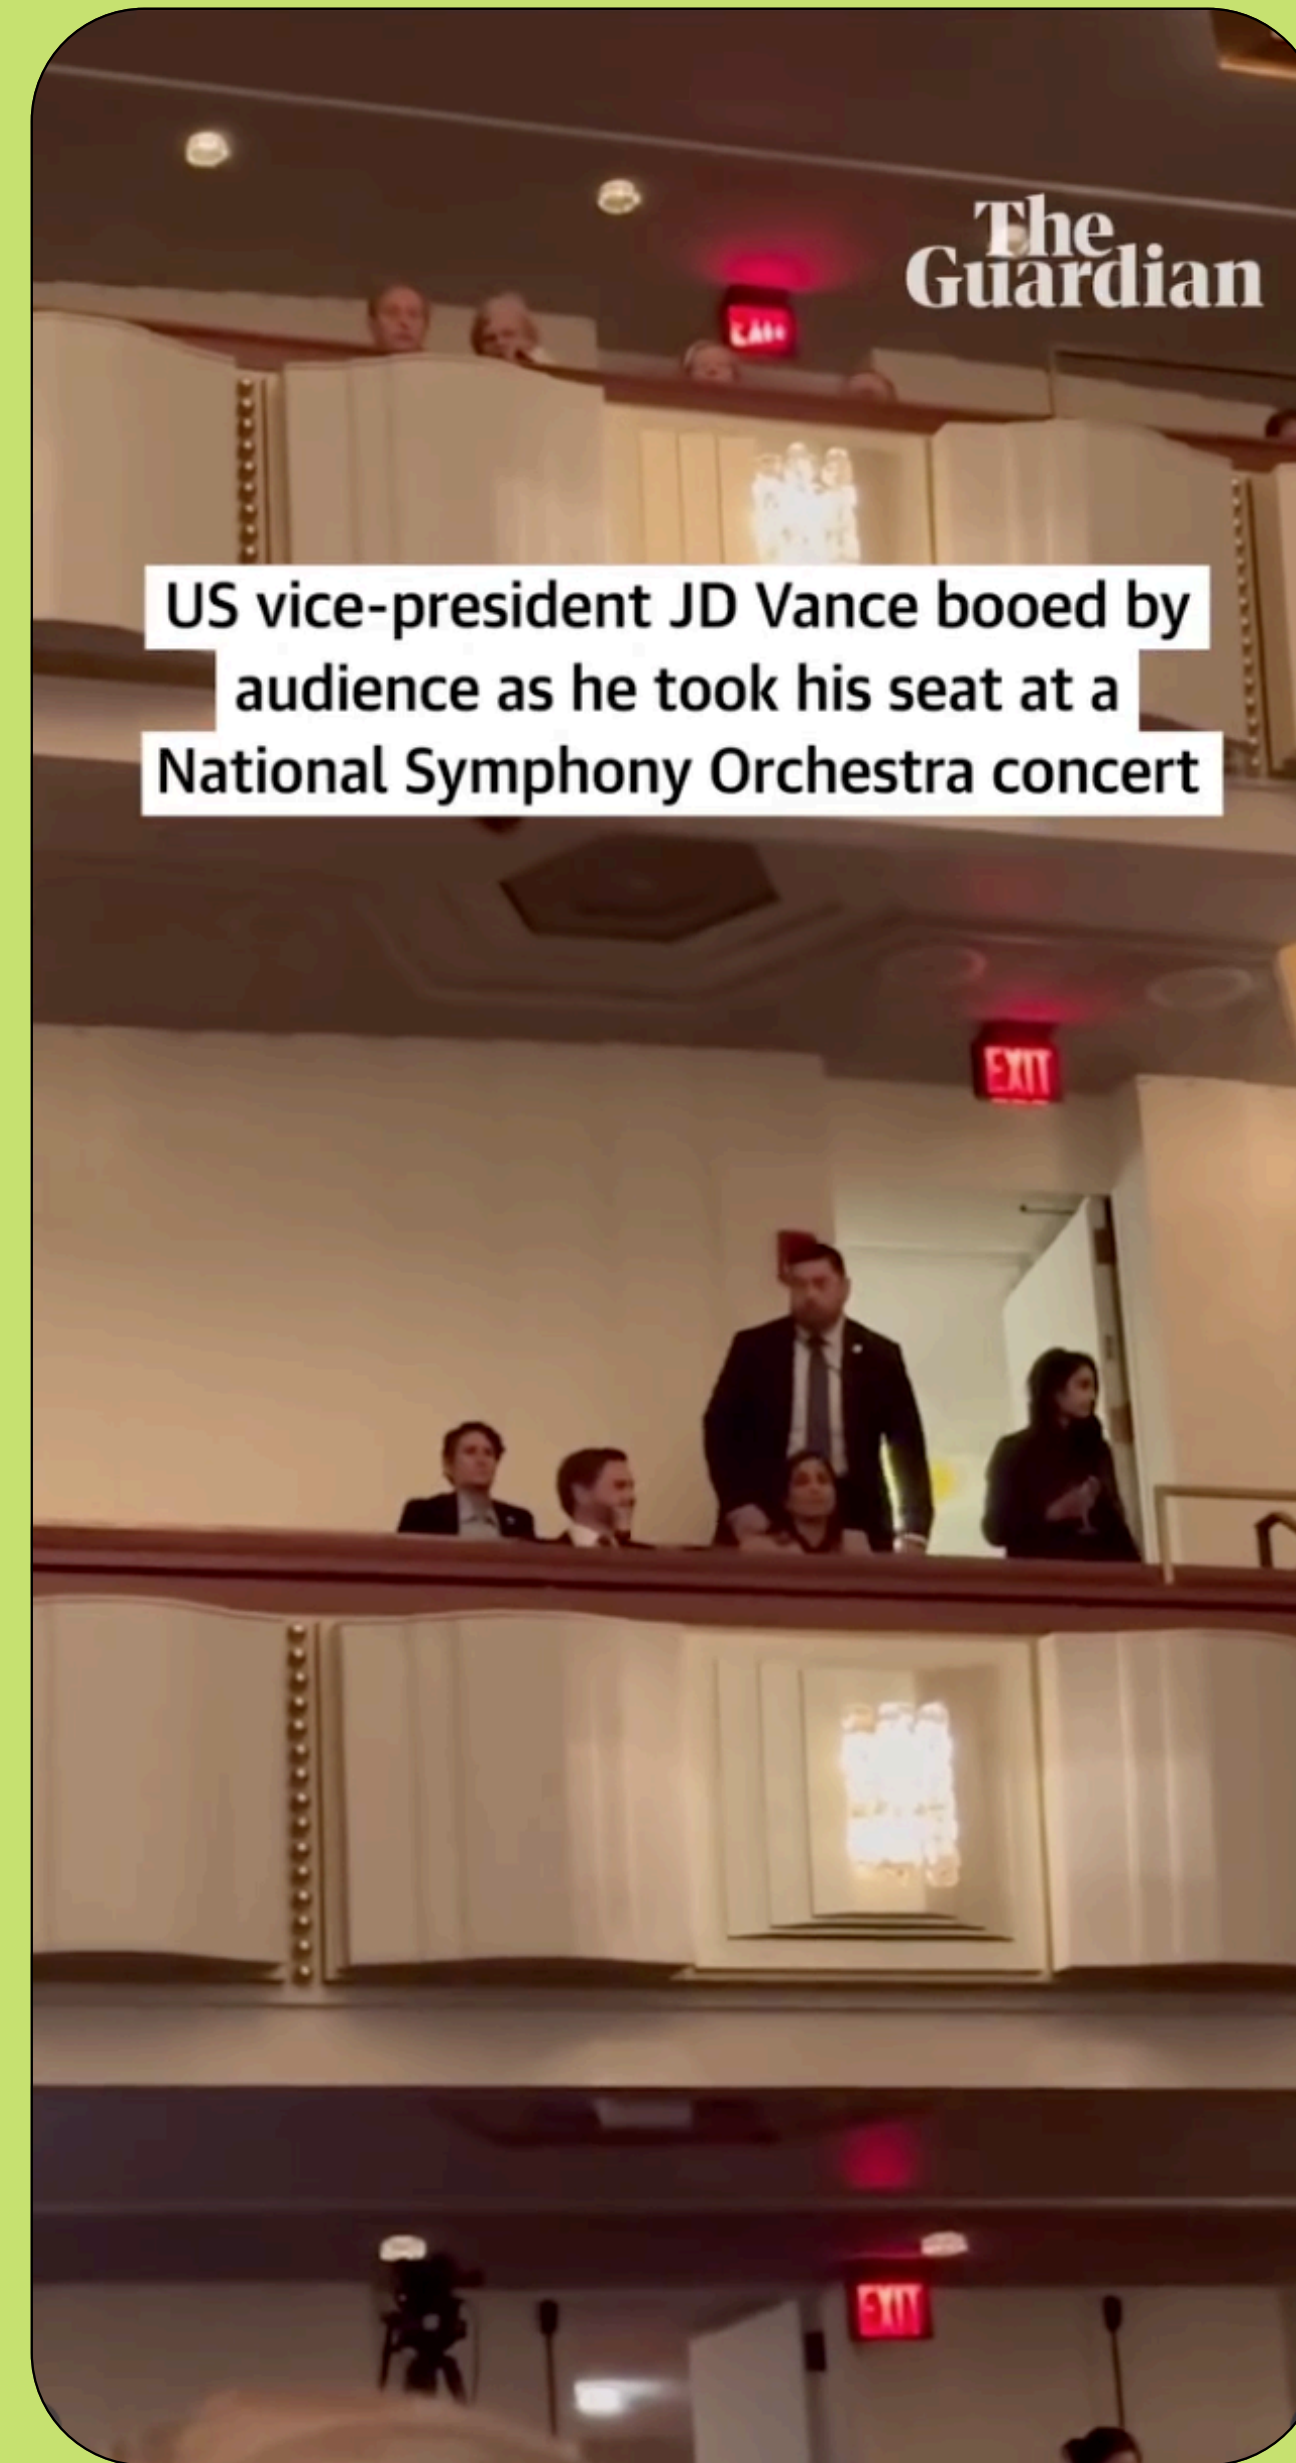 The
Guardian
US vice-president JD Vance booed by
audience as he took his seat at a
National Symphony Orchestra concert
EXIT
EXIT